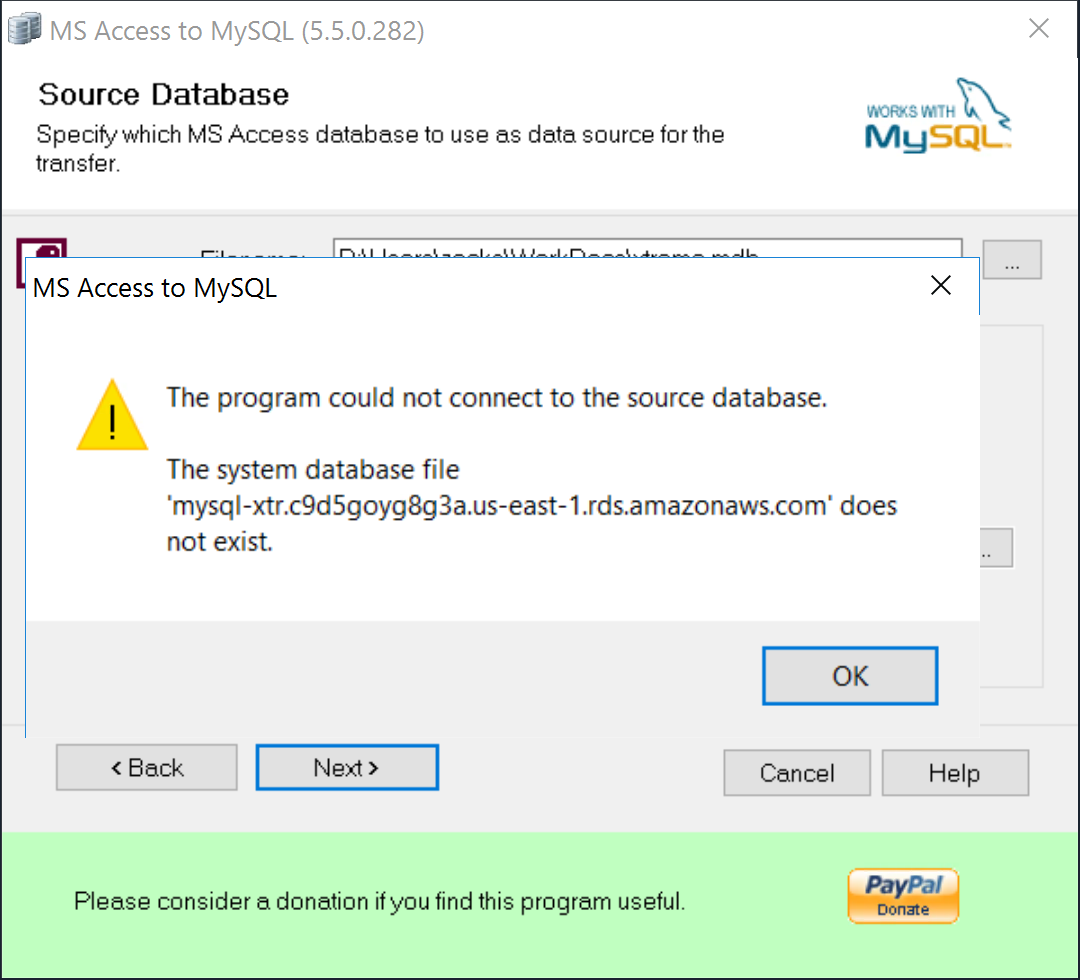 MS Access to MySQL (5.5.0.282)
Source Database
Specify which MS Access database to use as data source for the
transfer.
WORKS WITH
MySQL
...
MS Access to MySQL
The program could not connect to the source database.
The system database file
'mysql-xtr.c9d5goyg8g3a.us-east-1.rds.amazonaws.com' does
not exist.
OK
< Back
Next >
Cancel
Help
Please consider a donation if you find this program useful.
PayPal
Donate